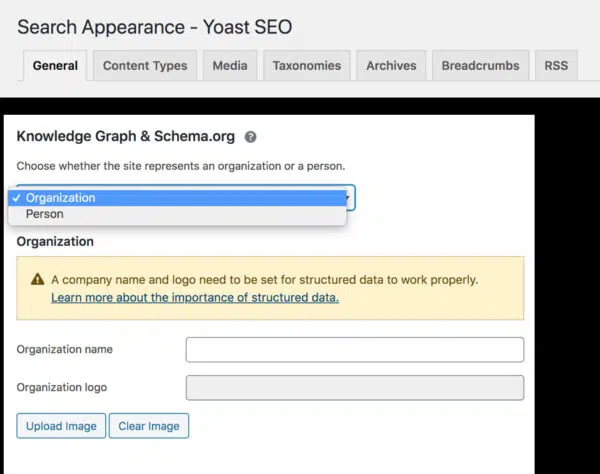 Search Appearance - Yoast SEO
General Content Types Media Taxonomies Archives Breadcrumbs RSS
Knowledge Graph & Schema.org ?
Choose whether the site represents an organization or a person.
✓ Organization
Person
Organization
A company name and logo need to be set for structured data to work properly.
Learn more about the importance of structured data.
Organization name
Organization logo
Upload Image Clear Image